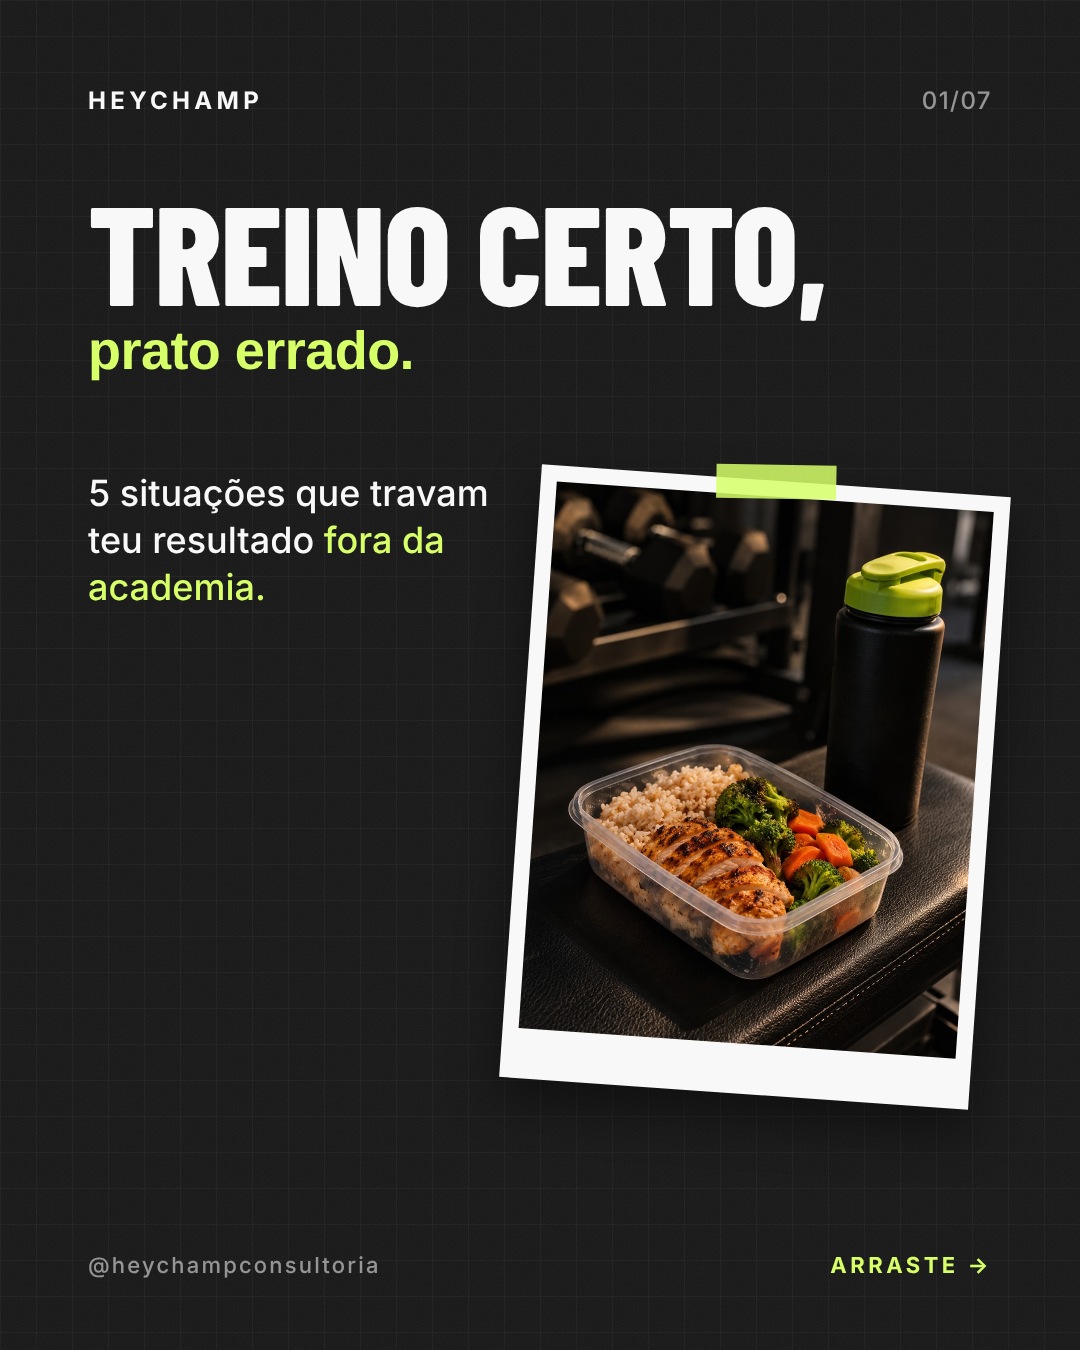 HEYCHAMP
01/07
TREINO CERTO,
prato errado.
5 situações que travam
teu resultado fora da
academia.
@heychampconsultoria
ARRASTE →